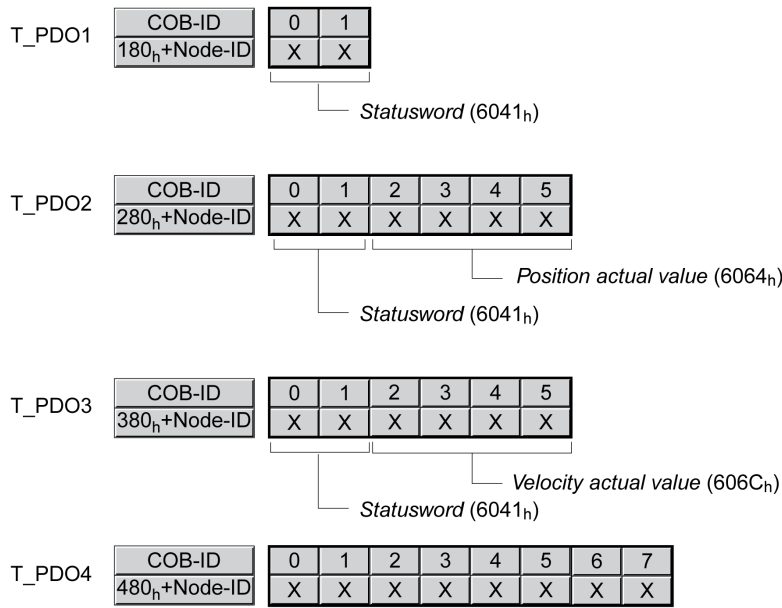 T_PDO1 COB-ID 0 1
180h+Node-ID X X
Statusword (6041h)
T_PDO2 COB-ID 0 1 2 3 4 5
280h+Node-ID X X X X X X
Position actual value (6064h)
Statusword (6041h)
T_PDO3 COB-ID 0 1 2 3 4 5
380h+Node-ID X X X X X X
Velocity actual value (606Ch)
Statusword (6041h)
T_PDO4 COB-ID 0 1 2 3 4 5 6 7
480h+Node-ID X X X X X X X X